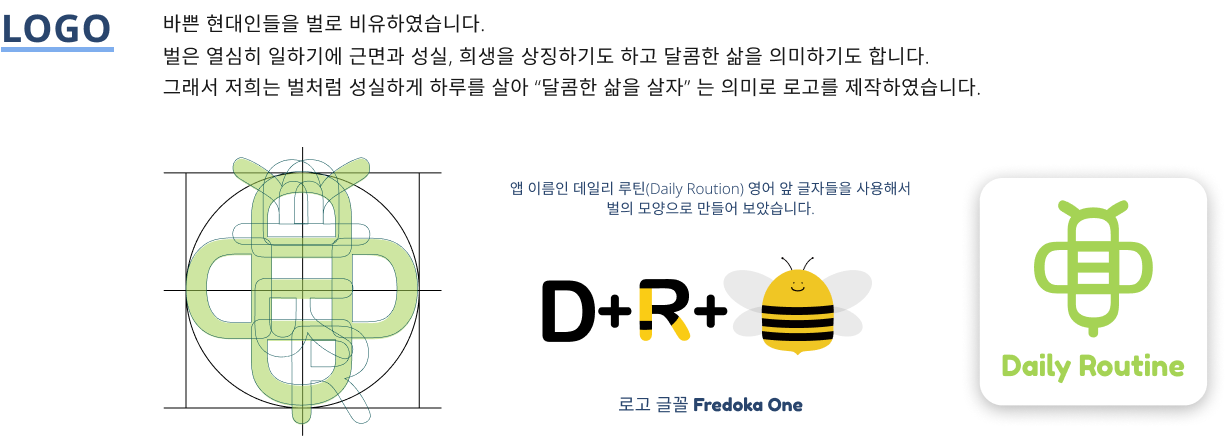 LOGO
바쁜 현대인들을 벌로 비유하였습니다.
벌은 열심히 일하기에 근면과 성실, 희생을 상징하기도 하고 달콤한 삶을 의미하기도 합니다.
그래서 저희는 벌처럼 성실하게 하루를 살아 “달콤한 삶을 살자” 는 의미로 로고를 제작하였습니다.
앱 이름인 데일리 루틴(Daily Roution) 영어 앞 글자들을 사용해서
벌의 모양으로 만들어 보았습니다.
D+R+
로고 글꼴 Fredoka One
Daily Routine